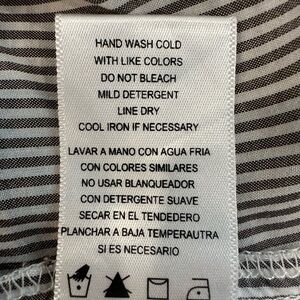 HAND WASH COLD
WITH LIKE COLORS
DO NOT BLEACH
MILD DETERGENT
LINE DRY
COOL IRON IF NECESSARY
LAVAR A MANO CON AGUA FRIA
CON COLORES SIMILARES
NO USAR BLANQUEADOR
CON DETERGENTE SUAVE
SECAR EN EL TENDEDERO
PLANCHAR A BAJA TEMPERAUTRA
SI ES NECESARIO